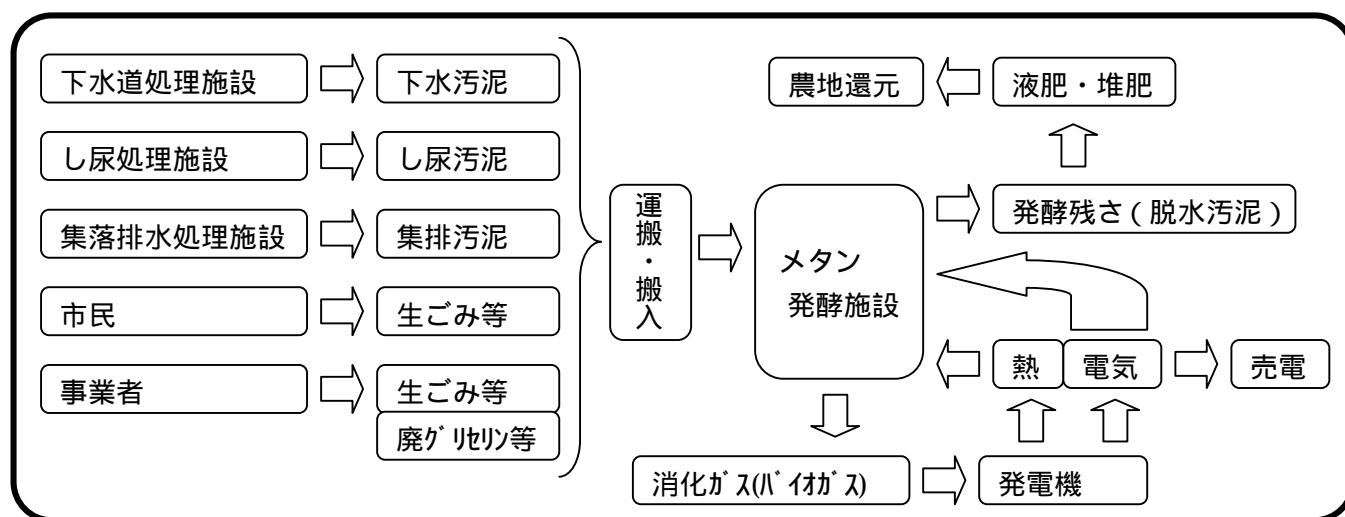 下水道処理施設
下水汚泥
し尿処理施設
し尿汚泥
集落排水処理施設
集排汚泥
市民
生ごみ等
事業者
生ごみ等
廃グリセリン等
運搬・搬入
メタン
発酵施設
農地還元
液肥・堆肥
発酵残さ(脱水汚泥)
熱
電気
売電
消化ガス(バイオガス)
発電機